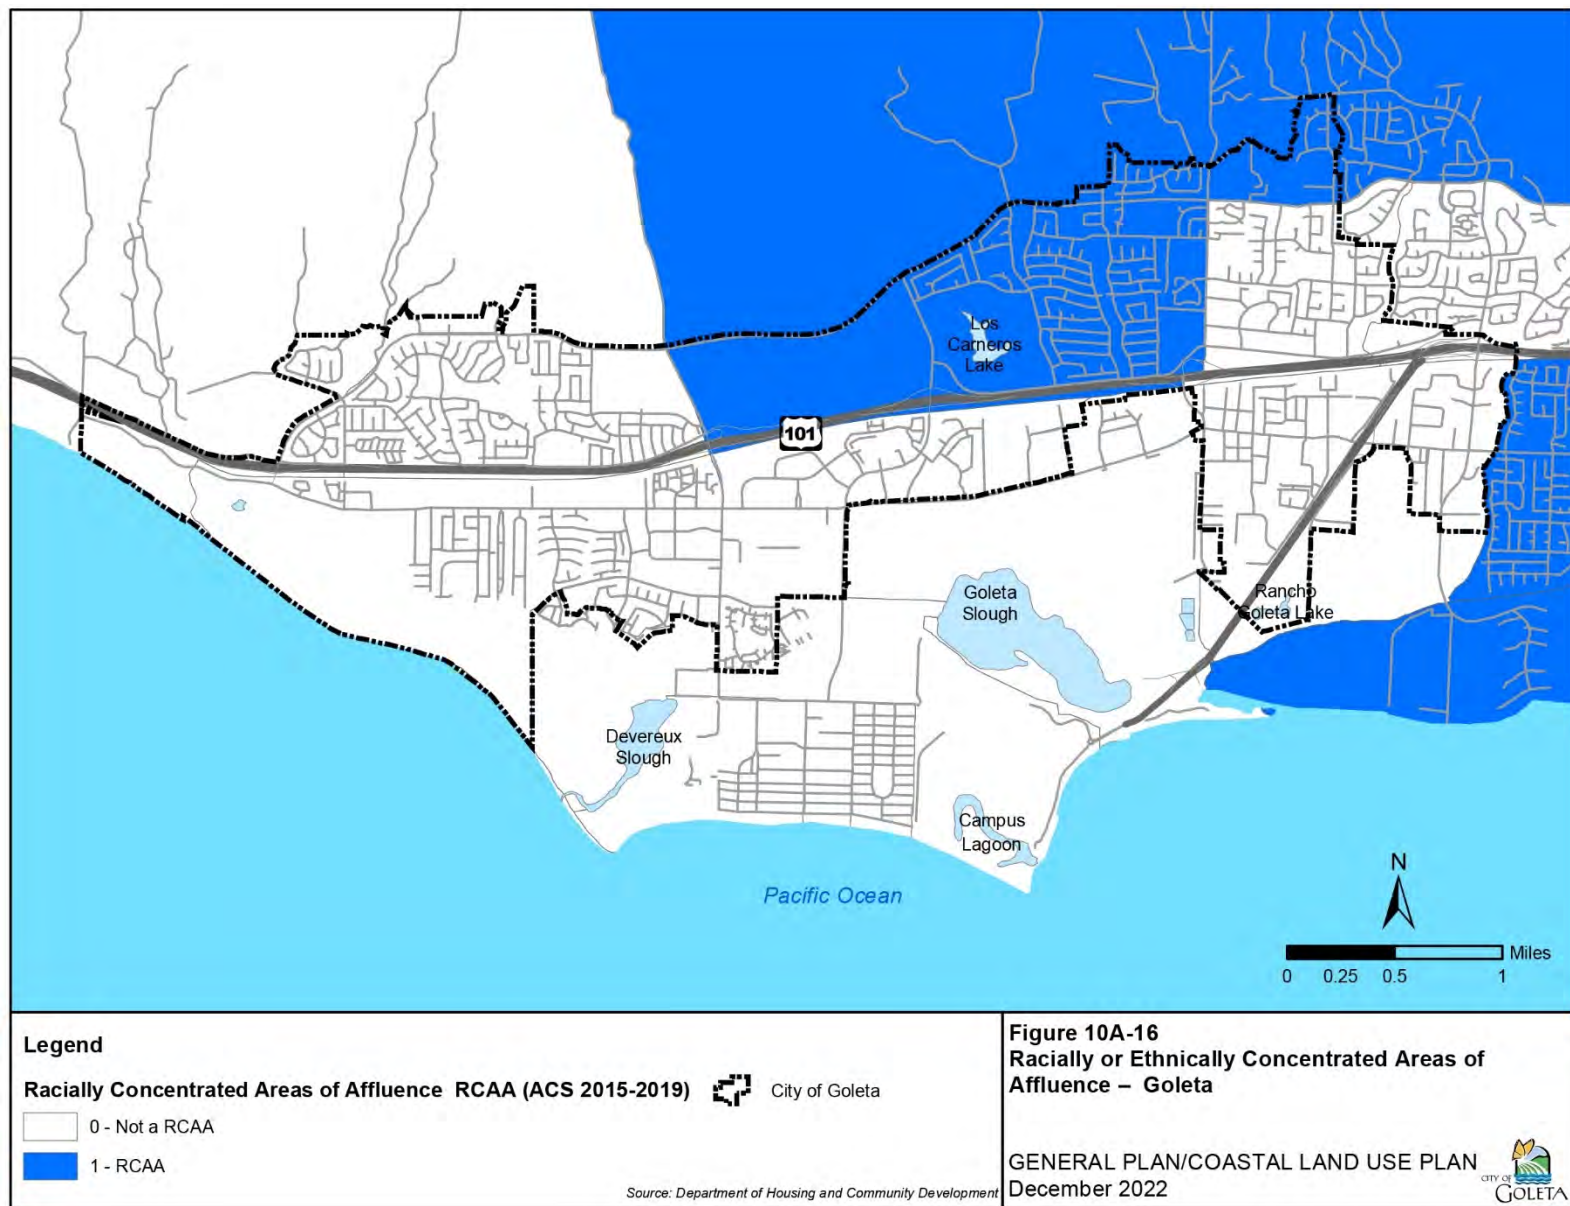 Los
Carneros
Lake
101
Goleta
Slough
Rancho
Goleta Lake
Devereux
Slough
Campus
Lagoon
Pacific Ocean
N
Miles
0 0.25 0.5 1
Legend
Racially Concentrated Areas of Affluence RCAA (ACS 2015-2019)
City of Goleta
0 - Not a RCAA
1 - RCAA
Source: Department of Housing and Community Development
Figure 10A-16
Racially or Ethnically Concentrated Areas of
Affluence – Goleta
GENERAL PLAN/COASTAL LAND USE PLAN
December 2022
CITY OF
GOLETA